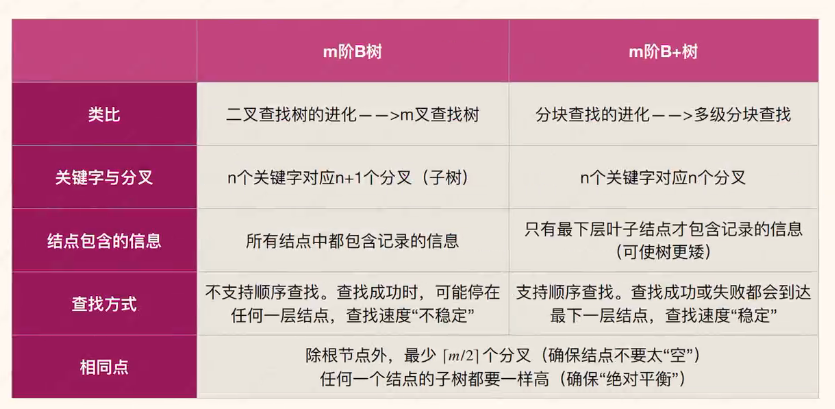 m阶B树
m阶B+树
类比
二叉查找树的进化——>m叉查找树
分块查找的进化——>多级分块查找
关键字与分叉
n个关键字对应n+1个分叉（子树）
n个关键字对应n个分叉
结点包含的信息
所有结点中都包含记录的信息
只有最下层叶子结点才包含记录的信息
（可使树更矮）
查找方式
不支持顺序查找。查找成功时，可能停在
任何一层结点，查找速度“不稳定”
支持顺序查找。查找成功或失败都会到达
最下一层结点，查找速度“稳定”
相同点
除根节点外，最少 ⌈m/2⌉ 个分叉（确保结点不要太“空”）
任何一个结点的子树都要一样高（确保“绝对平衡”）